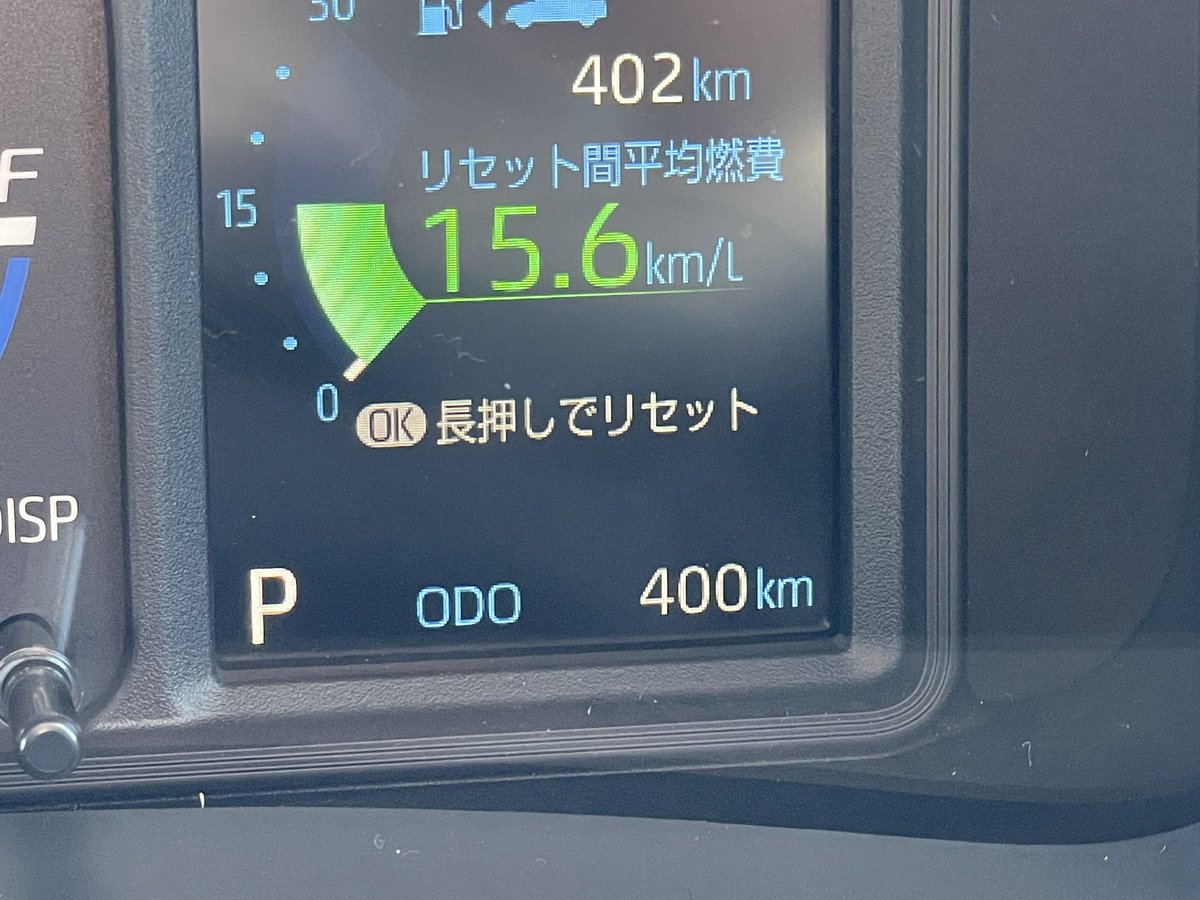 30
402km
F
リセット間平均燃費
15
15.6km/L
0
OK 長押しでリセット
DISP
P ODO 400km